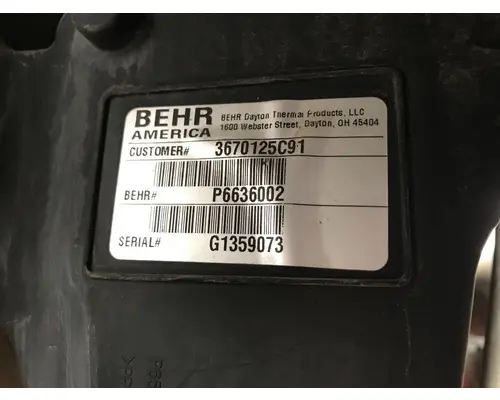 BEHR
AMERICA
BEHR Dayton Thermal Products, LLC
1600 Webster Street, Dayton, OH 45404
CUSTOMER# 3670125C91
BEHR# P6636002
SERIAL# G1359073